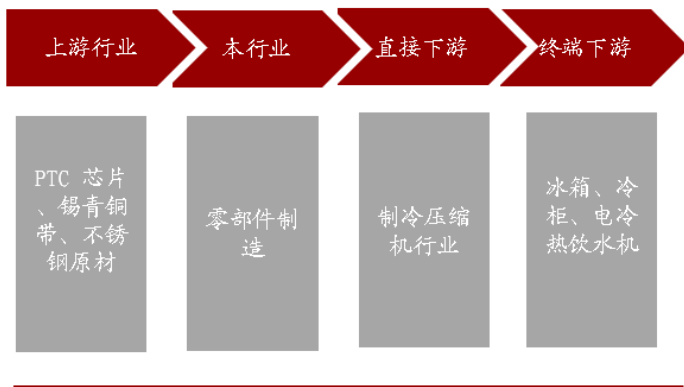 上游行业
本行业
直接下游
终端下游
PTC 芯片
、锡青铜
带、不锈
钢原材
零部件制
造
制冷压缩
机行业
冰箱、冷
柜、电冷
热饮水机